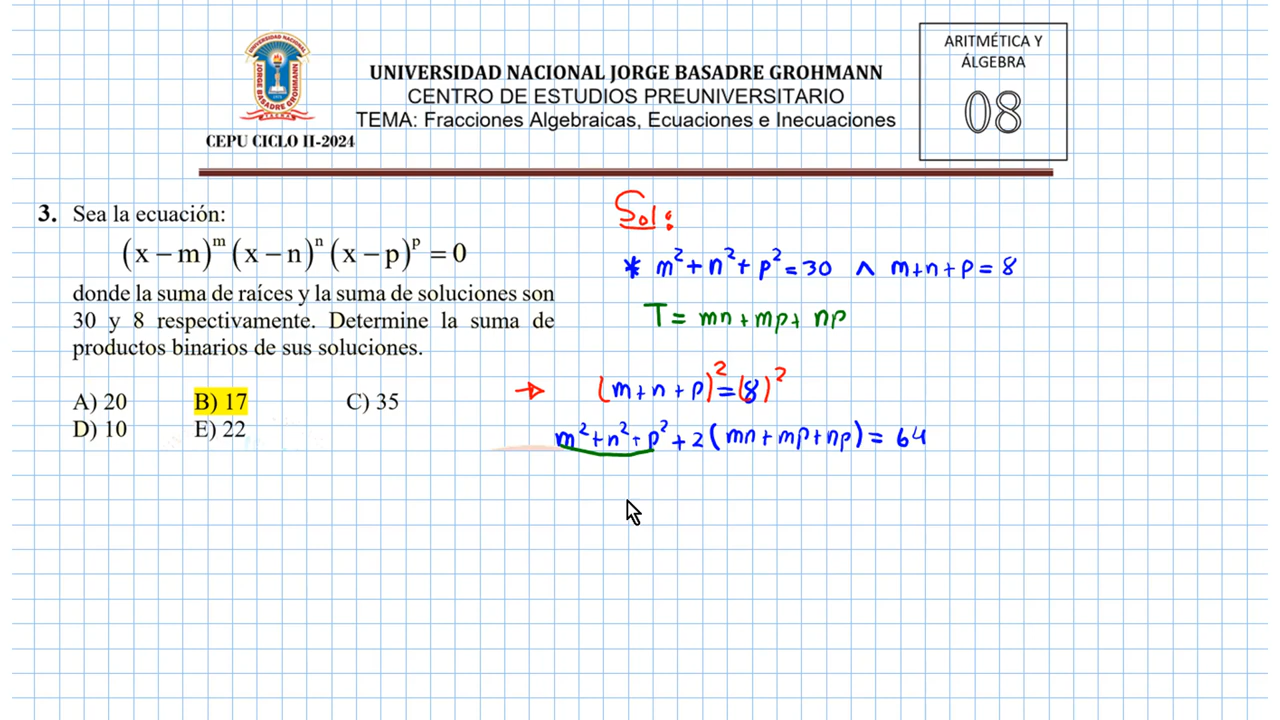 UNIVERSIDAD NACIONAL JORGE BASADRE GROHMANN
CENTRO DE ESTUDIOS PREUNIVERSITARIO
TEMA: Fracciones Algebraicas, Ecuaciones e Inecuaciones
CEPU CICLO II-2024
ARITMÉTICA Y
ÁLGEBRA
08
3. Sea la ecuación:
(x − m)^m (x − n)^n (x − p)^p = 0
donde la suma de raíces y la suma de soluciones son
30 y 8 respectivamente. Determine la suma de
productos binarios de sus soluciones.
A) 20 B) 17 C) 35
D) 10 E) 22
Sol:
* m² + n² + p² = 30 ∧ m+n+p = 8
T = mn + mp + np
→ (m+n+p)² = (8)²
m² + n² + p² + 2(mn + mp + np) = 64